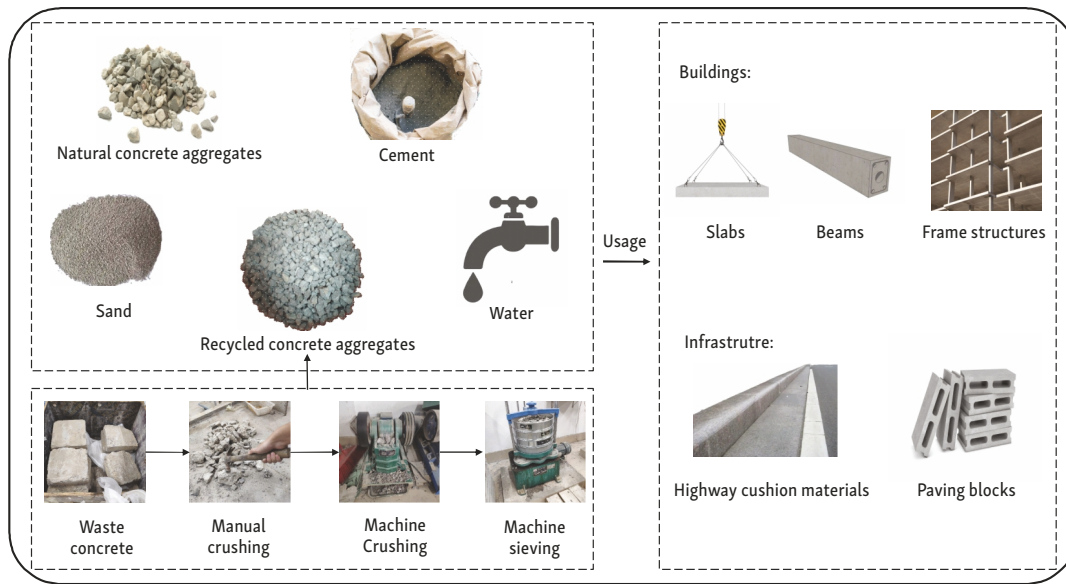 Natural concrete aggregates
Cement
Sand
Recycled concrete aggregates
Water
Waste
concrete
Manual
crushing
Machine
Crushing
Machine
sieving
Usage
Buildings:
Slabs
Beams
Frame structures
Infrastrutre:
Highway cushion materials
Paving blocks